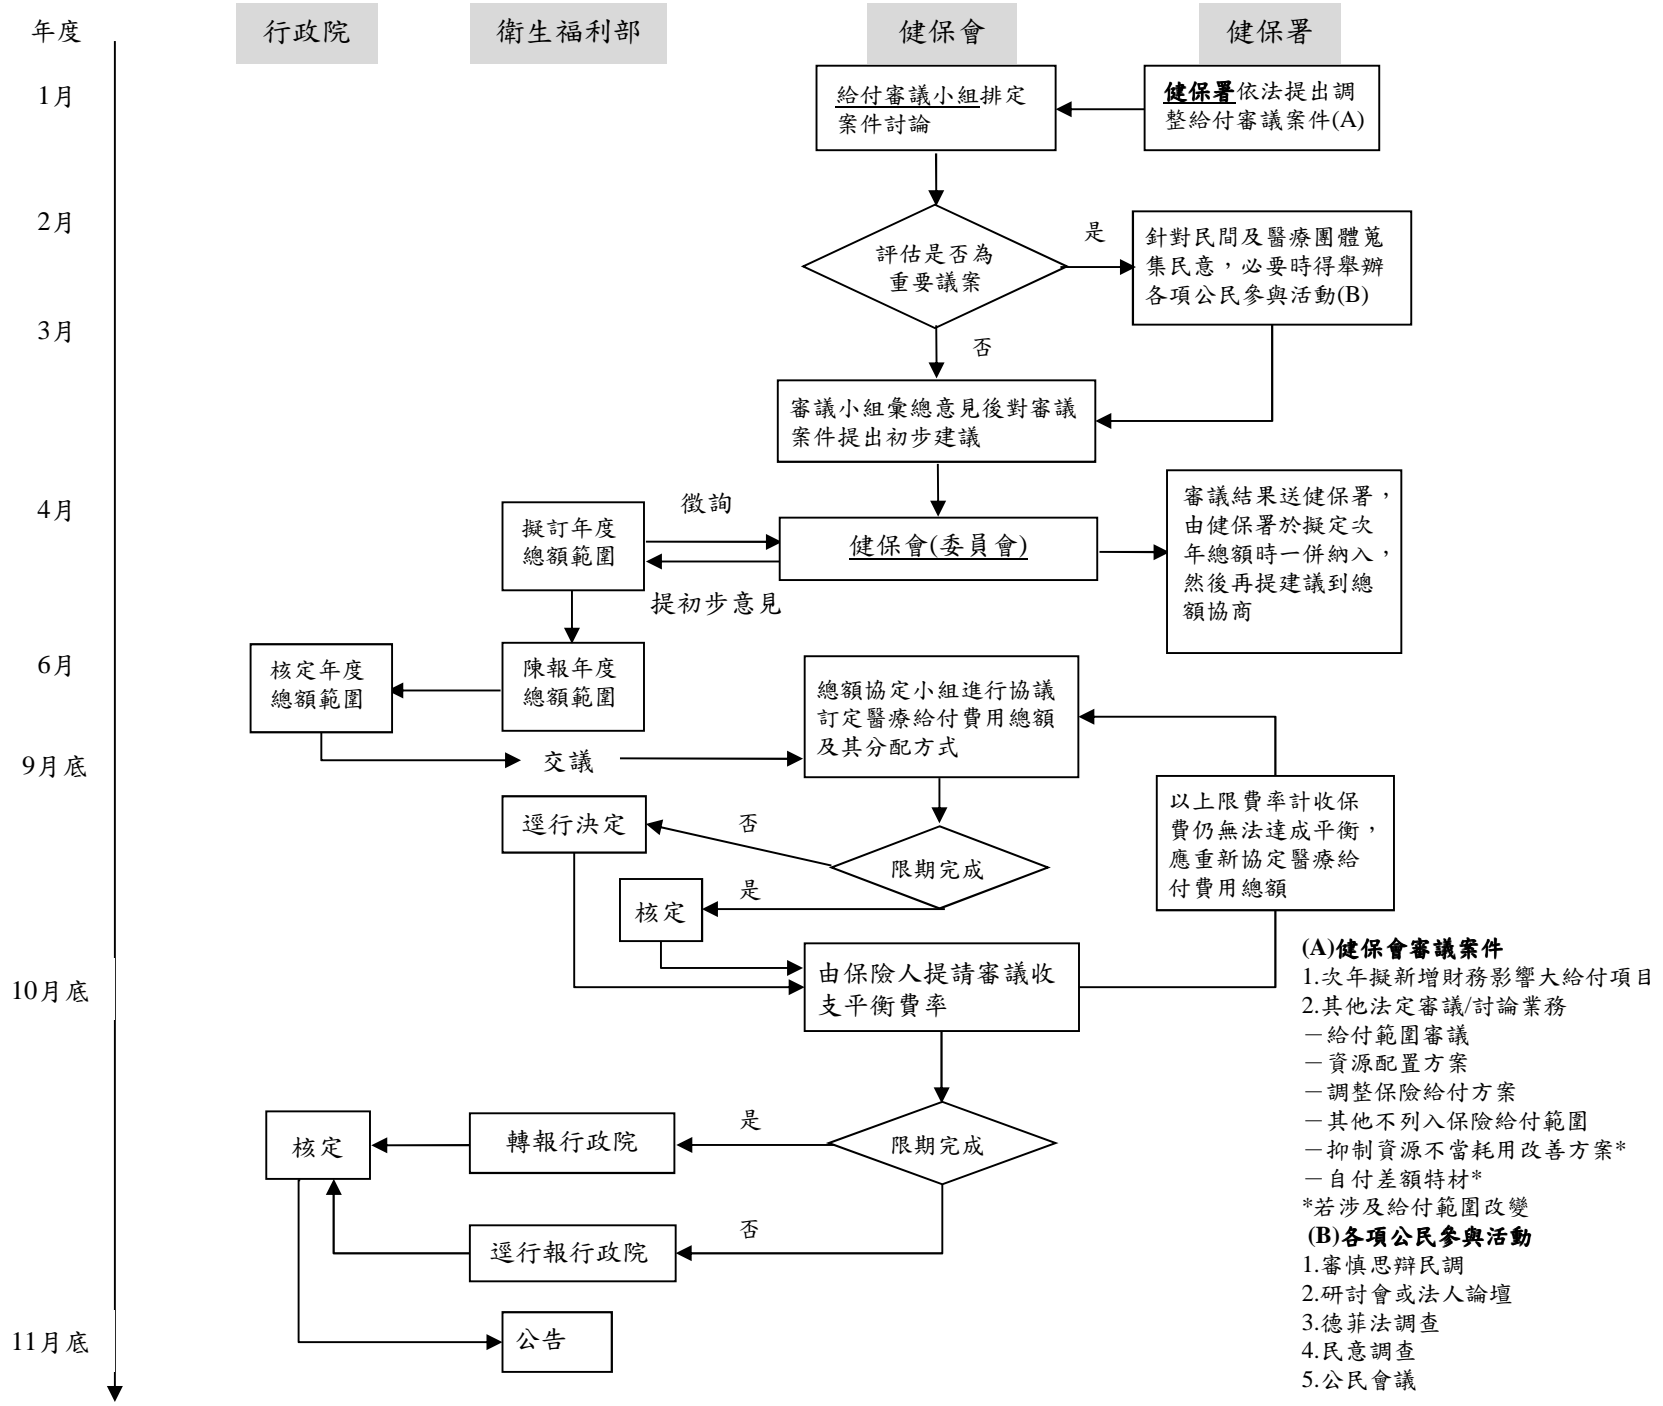 年度
行政院
衛生福利部
健保會
健保署
1月
給付審議小組排定
案件討論
健保署依法提出調
整給付審議案件(A)
2月
評估是否為
重要議案
是
針對民間及醫療團體蒐
集民意，必要時得舉辦
各項公民參與活動(B)
3月
否
審議小組彙總意見後對審議
案件提出初步建議
4月
擬訂年度
總額範圍
徵詢
提初步意見
健保會(委員會)
審議結果送健保署，
由健保署於擬定次
年總額時一併納入，
然後再提建議到總
額協商
6月
核定年度
總額範圍
陳報年度
總額範圍
總額協定小組進行協議
訂定醫療給付費用總額
及其分配方式
9月底
交議
逕行決定
否
限期完成
是
核定
以上限費率計收保
費仍無法達成平衡，
應重新協定醫療給
付費用總額
10月底
由保險人提請審議收
支平衡費率
核定
轉報行政院
是
限期完成
逕行報行政院
否
11月底
公告
(A)健保會審議案件
1.次年擬新增財務影響大給付項目
2.其他法定審議/討論業務
－給付範圍審議
－資源配置方案
－調整保險給付方案
－其他不列入保險給付範圍
－抑制資源不當耗用改善方案*
－自付差額特材*
*若涉及給付範圍改變
(B)各項公民參與活動
1.審慎思辯民調
2.研討會或法人論壇
3.德菲法調查
4.民意調查
5.公民會議